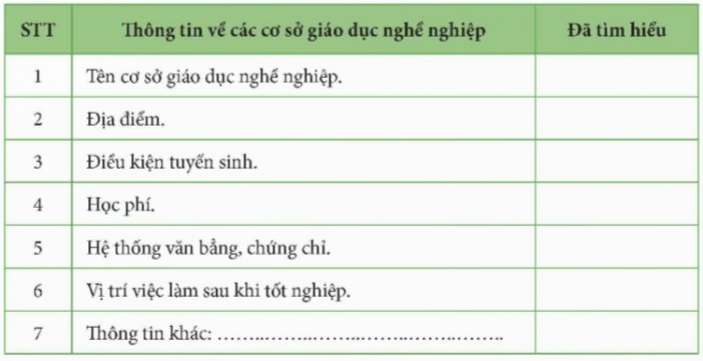 STT Thông tin về các cơ sở giáo dục nghề nghiệp Đã tìm hiểu
1 Tên cơ sở giáo dục nghề nghiệp.
2 Địa điểm.
3 Điều kiện tuyển sinh.
4 Học phí.
5 Hệ thống văn bằng, chứng chỉ.
6 Vị trí việc làm sau khi tốt nghiệp.
7 Thông tin khác: ……………………………………